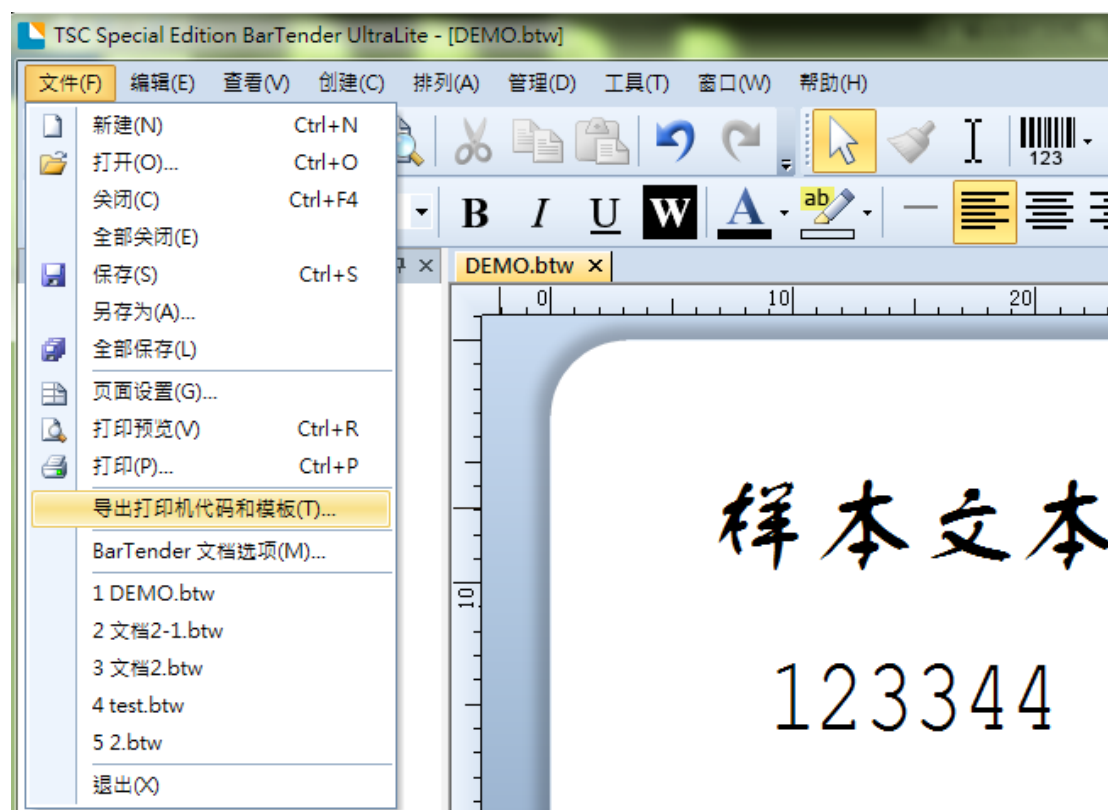 TSC Special Edition BarTender UltraLite - [DEMO.btw]
文件(F) 编辑(E) 查看(V) 创建(C) 排列(A) 管理(D) 工具(T) 窗口(W) 帮助(H)
新建(N) Ctrl+N
打开(O)... Ctrl+O
关闭(C) Ctrl+F4
全部关闭(E)
保存(S) Ctrl+S
另存为(A)...
全部保存(L)
页面设置(G)...
打印预览(V) Ctrl+R
打印(P)... Ctrl+P
导出打印机代码和模板(T)...
BarTender 文档选项(M)...
1 DEMO.btw
2 文档2-1.btw
3 文档2.btw
4 test.btw
5 2.btw
退出(X)
123
B I U W A ab
DEMO.btw
0 10 20
10
样本文本
123344